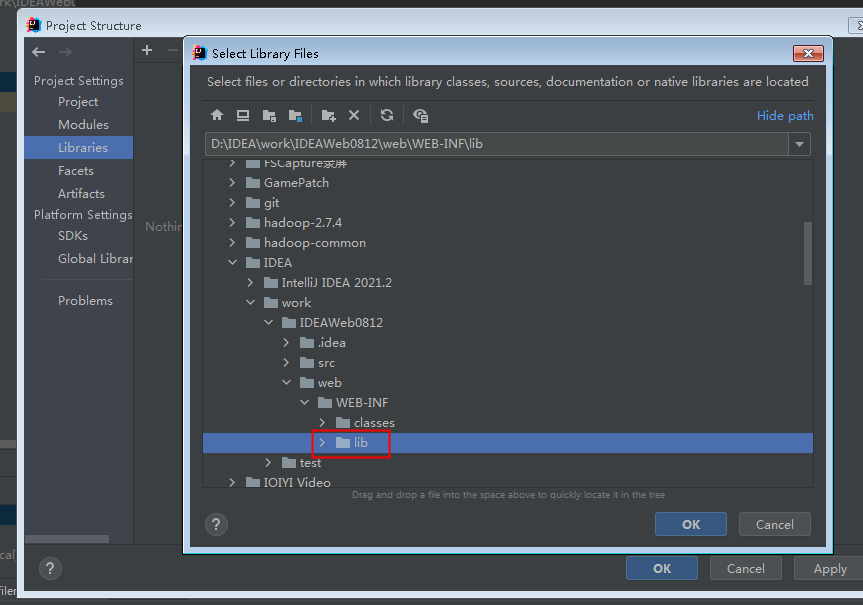 rk\IDEAWeb
Project Structure
Select Library Files
Select files or directories in which library classes, sources, documentation or native libraries are located
Project Settings
Project
Modules
Libraries
Facets
Artifacts
Platform Settings
SDKs
Global Librar
Problems
Nothin
Hide path
D:\IDEA\work\IDEAWeb0812\web\WEB-INF\lib
FSCapture录屏
GamePatch
git
hadoop-2.7.4
hadoop-common
IDEA
IntelliJ IDEA 2021.2
work
IDEAWeb0812
.idea
src
web
WEB-INF
classes
lib
test
IOIYI Video
Drag and drop a file into the space above to quickly locate it in the tree
?
OK
Cancel
cal]
?
OK
Cancel
Apply
filer